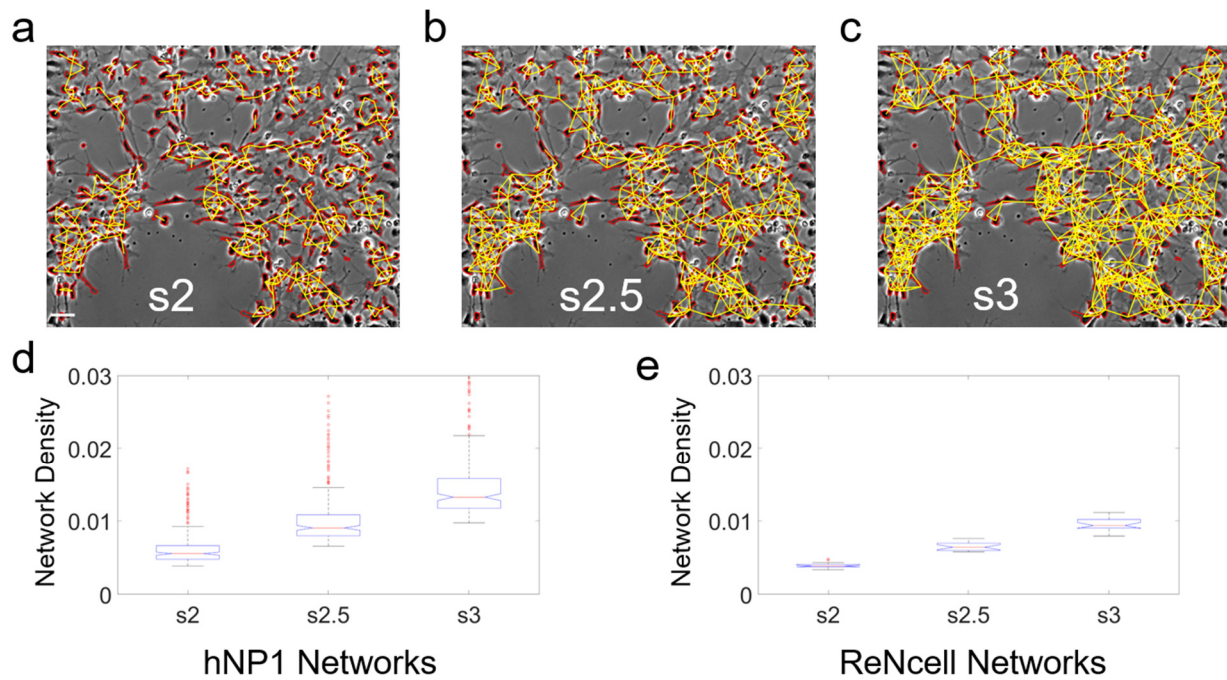 a
b
c
s2
s2.5
s3
d
e
Network Density
0.03
0.02
0.01
0
s2
s2.5
s3
hNP1 Networks
Network Density
0.03
0.02
0.01
0
s2
s2.5
s3
ReNcell Networks